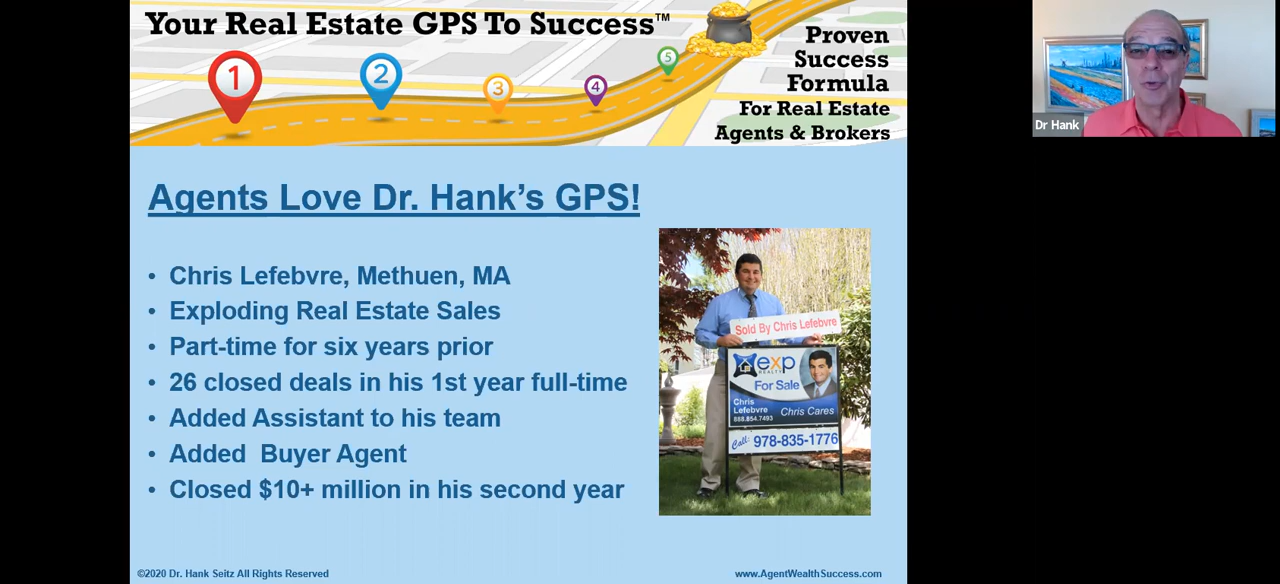 Your Real Estate GPS To Success™
1
2
3
4
5
Proven
Success
Formula
For Real Estate
Agents & Brokers
Dr Hank
Agents Love Dr. Hank's GPS!
• Chris Lefebvre, Methuen, MA
• Exploding Real Estate Sales
• Part-time for six years prior
• 26 closed deals in his 1st year full-time
• Added Assistant to his team
• Added Buyer Agent
• Closed $10+ million in his second year
Sold By Chris Lefebvre
exp
REALTY
For Sale
Chris
Lefebvre
888.854.7493
Chris Cares
Call: 978-835-1776
©2020 Dr. Hank Seitz All Rights Reserved
www.AgentWealthSuccess.com